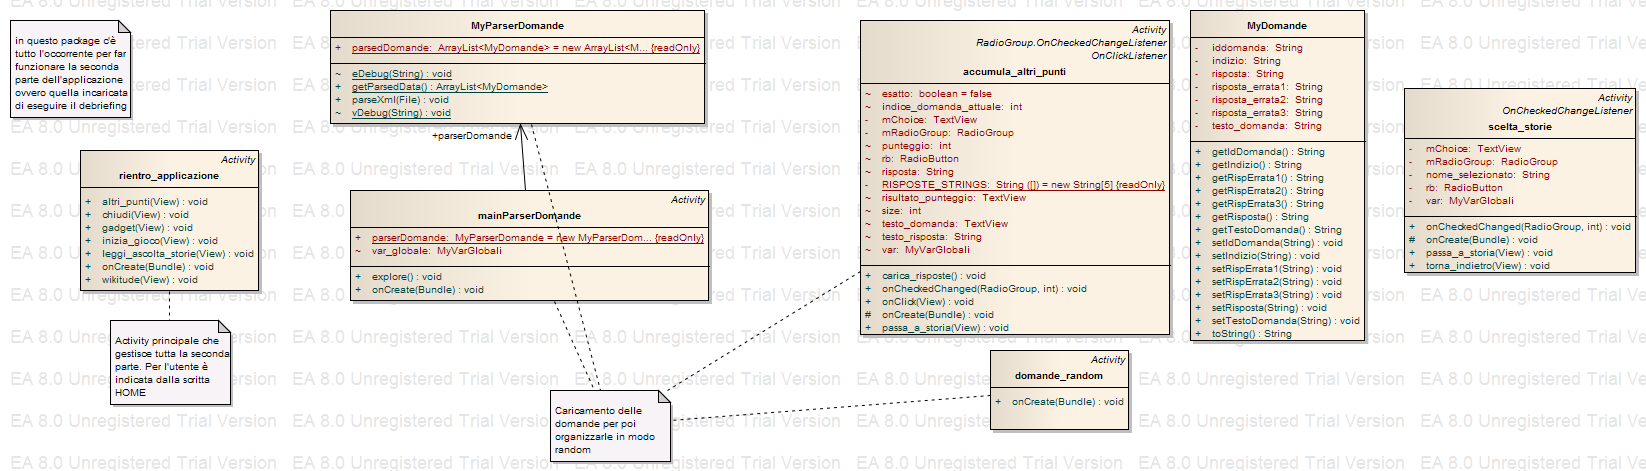 in questo package c'è
tutto l'occorrente per far
funzionare la seconda
parte dell'applicazione
ovvero quella incaricata
di eseguire il debriefing
Activity
rientro_applicazione
+ altri_punti(View) : void
+ chiudi(View) : void
+ gadget(View) : void
+ inizia_gioco(View) : void
+ leggi_ascolta_storie(View) : void
+ onCreate(Bundle) : void
+ wikitude(View) : void
Activity principale che
gestisce tutta la seconda
parte. Per l'utente è
indicata dalla scritta
HOME
MyParserDomande
+ parsedDomande: ArrayList<MyDomande> = new ArrayList<M... {readOnly}
~ eDebug(String) : void
+ getParsedData() : ArrayList<MyDomande>
+ parseXml(File) : void
~ vDebug(String) : void
+parserDomande
Activity
mainParserDomande
+ parserDomande: MyParserDomande = new MyParserDom... {readOnly}
~ var_globale: MyVarGlobali
+ explore() : void
+ onCreate(Bundle) : void
Caricamento delle
domande per poi
organizzarle in modo
random
Activity
RadioGroup.OnCheckedChangeListener
OnClickListener
accumula_altri_punti
~ esatto: boolean = false
~ indice_domanda_attuale: int
- mChoice: TextView
- mRadioGroup: RadioGroup
~ punteggio: int
~ rb: RadioButton
~ risposta: String
- RISPOSTE_STRINGS: String ([]) = new String[5] {readOnly}
~ risultato_punteggio: TextView
~ size: int
~ testo_domanda: TextView
~ testo_risposta: String
~ var: MyVarGlobali
+ carica_risposte() : void
+ onCheckedChanged(RadioGroup, int) : void
+ onClick(View) : void
# onCreate(Bundle) : void
+ passa_a_storia(View) : void
Activity
domande_random
+ onCreate(Bundle) : void
MyDomande
- iddomanda: String
- indizio: String
- risposta: String
- risposta_errata1: String
- risposta_errata2: String
- risposta_errata3: String
- testo_domanda: String
+ getIdDomanda() : String
+ getIndizio() : String
+ getRispErrata1() : String
+ getRispErrata2() : String
+ getRispErrata3() : String
+ getRisposta() : String
+ getTestoDomanda() : String
+ setIdDomanda(String) : void
+ setIndizio(String) : void
+ setRispErrata1(String) : void
+ setRispErrata2(String) : void
+ setRispErrata3(String) : void
+ setRisposta(String) : void
+ setTestoDomanda(String) : void
+ toString() : String
Activity
OnCheckedChangeListener
scelta_storie
- mChoice: TextView
- mRadioGroup: RadioGroup
- nome_selezionato: String
- rb: RadioButton
- var: MyVarGlobali
+ onCheckedChanged(RadioGroup, int) : void
# onCreate(Bundle) : void
+ passa_a_storia(View) : void
+ torna_indietro(View) : void
EA 8.0 Unregistered Trial Version